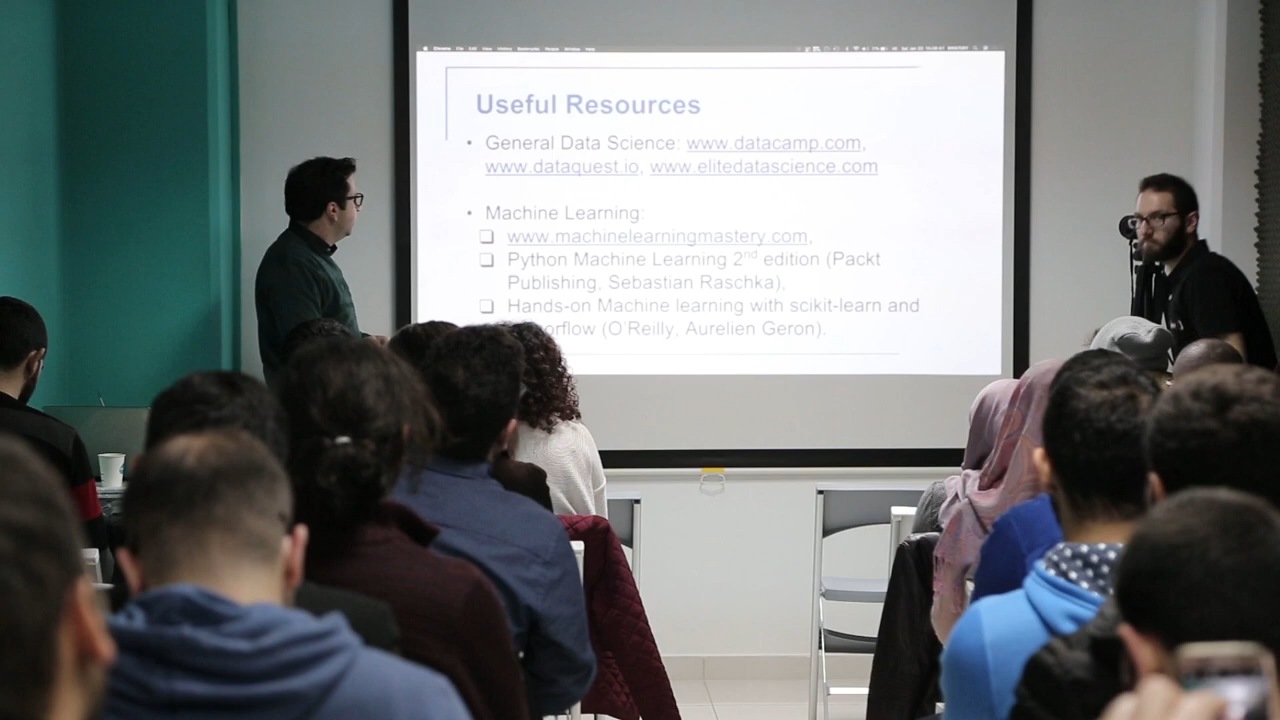 Useful Resources
• General Data Science: www.datacamp.com,
www.dataquest.io, www.elitedatascience.com
• Machine Learning:
❑ www.machinelearningmastery.com,
❑ Python Machine Learning 2nd edition (Packt
Publishing, Sebastian Raschka),
❑ Hands-on Machine learning with scikit-learn and
orflow (O'Reilly, Aurelien Geron).